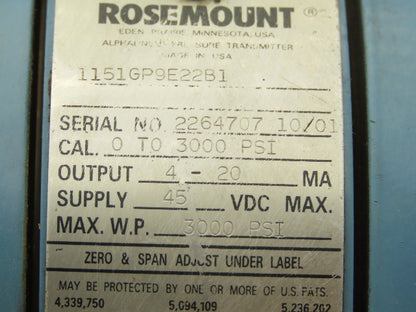 ROSEMOUNT®
EDEN PRAIRIE MINNESOTA, USA
TRANSMITTER
MADE IN USA
1151GP9E22B1
SERIAL NO. 2264707 10/01
CAL. 0 TO 3000 PSI
OUTPUT 4 - 20 MA
SUPPLY 45 VDC MAX.
MAX. W.P. 3000 PSI
ZERO & SPAN ADJUST UNDER LABEL
MAY BE PROTECTED BY ONE OR MORE OF U.S. PATS.
4,339,750 5,094,109 5,236,202